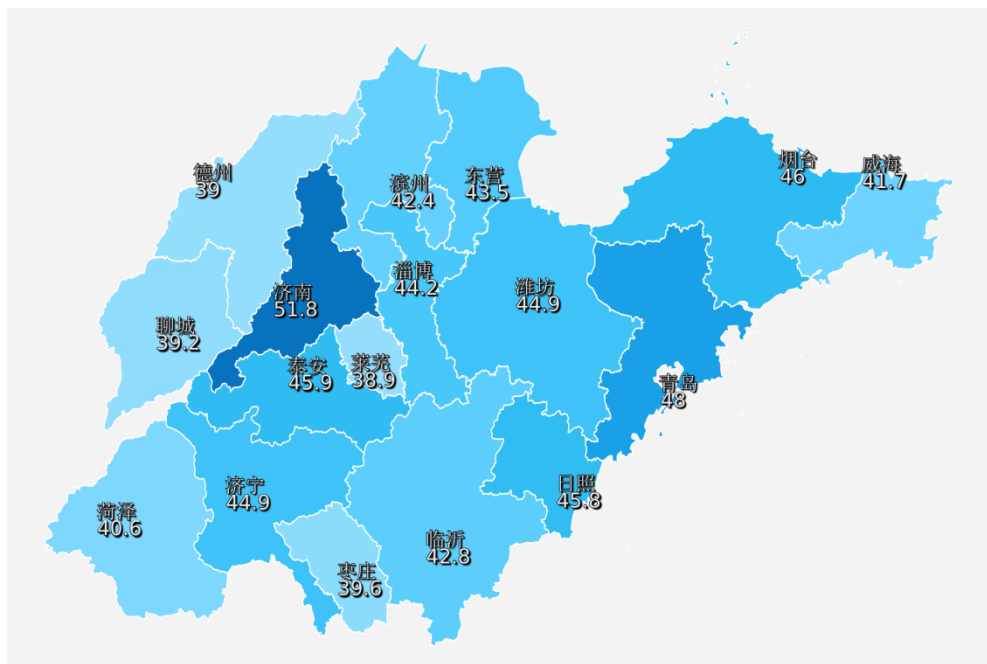 烟台
46
威海
41.7
德州
39
东营
43.5
滨州
42.4
淄博
44.2
潍坊
44.9
济南
51.8
聊城
39.2
莱芜
38.9
泰安
45.9
青岛
48
日照
45.8
济宁
44.9
菏泽
40.6
临沂
42.8
枣庄
39.6